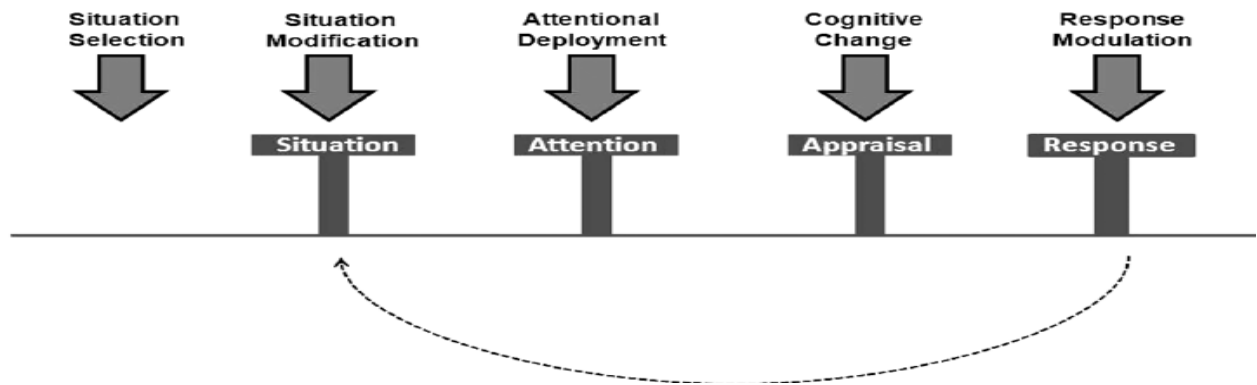 Situation
Selection
Situation
Modification
Attentional
Deployment
Cognitive
Change
Response
Modulation
Situation
Attention
Appraisal
Response